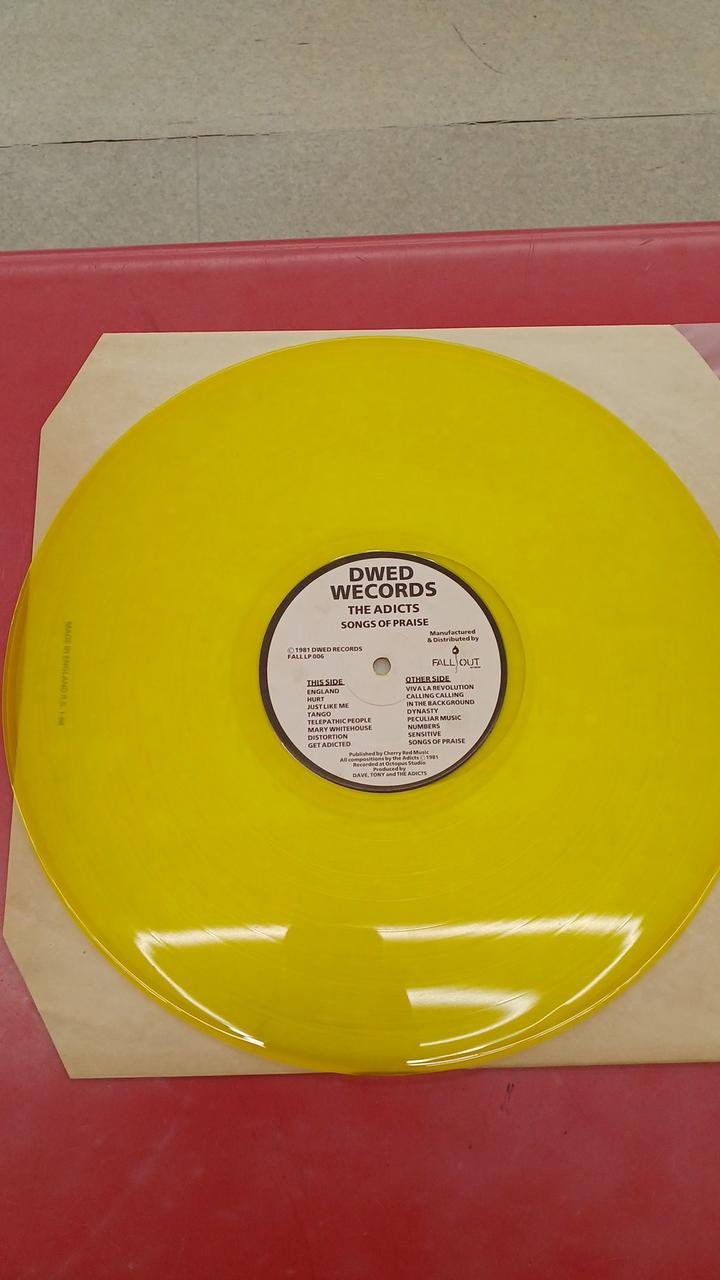 DWED
WECORDS
THE ADICTS
SONGS OF PRAISE
Manufactured
& Distributed by
Ⓟ 1981 DWED RECORDS
FALL LP 006
FALL OUT
THIS SIDE
ENGLAND
HURT
JUST LIKE ME
TANGO
TELEPATHIC PEOPLE
MARY WHITEHOUSE
DISTORTION
GET ADICTED
OTHER SIDE
VIVA LA REVOLUTION
CALLING CALLING
IN THE BACKGROUND
DYNASTY
PECULIAR MUSIC
NUMBERS
SENSITIVE
SONGS OF PRAISE
Published by Cherry Red Music
All compositions by the Adicts Ⓒ 1981
Recorded at Octopus Studio
Produced by
DAVE, TONY and THE ADICTS
MADE IN ENGLAND